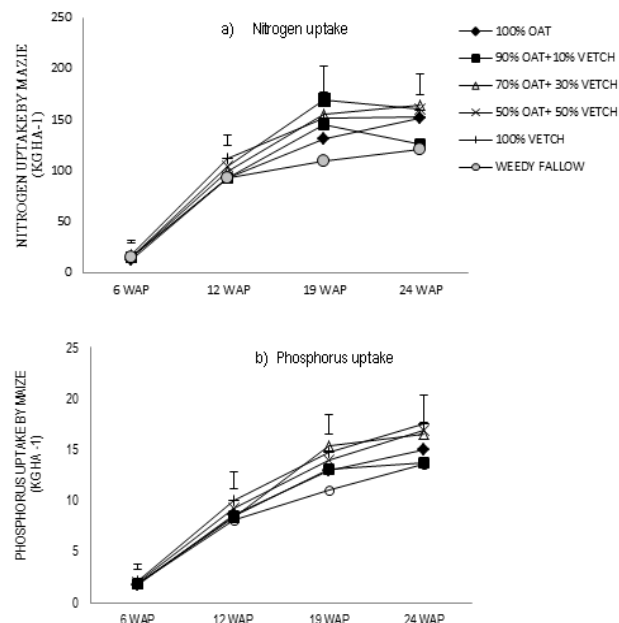 a) Nitrogen uptake
NITROGEN UPTAKE BY MAZIE
(KG HA-1)
250
200
150
100
50
0
6 WAP 12 WAP 19 WAP 24 WAP
100% OAT
90% OAT+10% VETCH
70% OAT+ 30% VETCH
50% OAT+ 50% VETCH
100% VETCH
WEEDY FALLOW
b) Phosphorus uptake
PHOSPHORUS UPTAKE BY MAIZE
(KG HA -1)
25
20
15
10
5
0
6 WAP 12 WAP 19 WAP 24 WAP